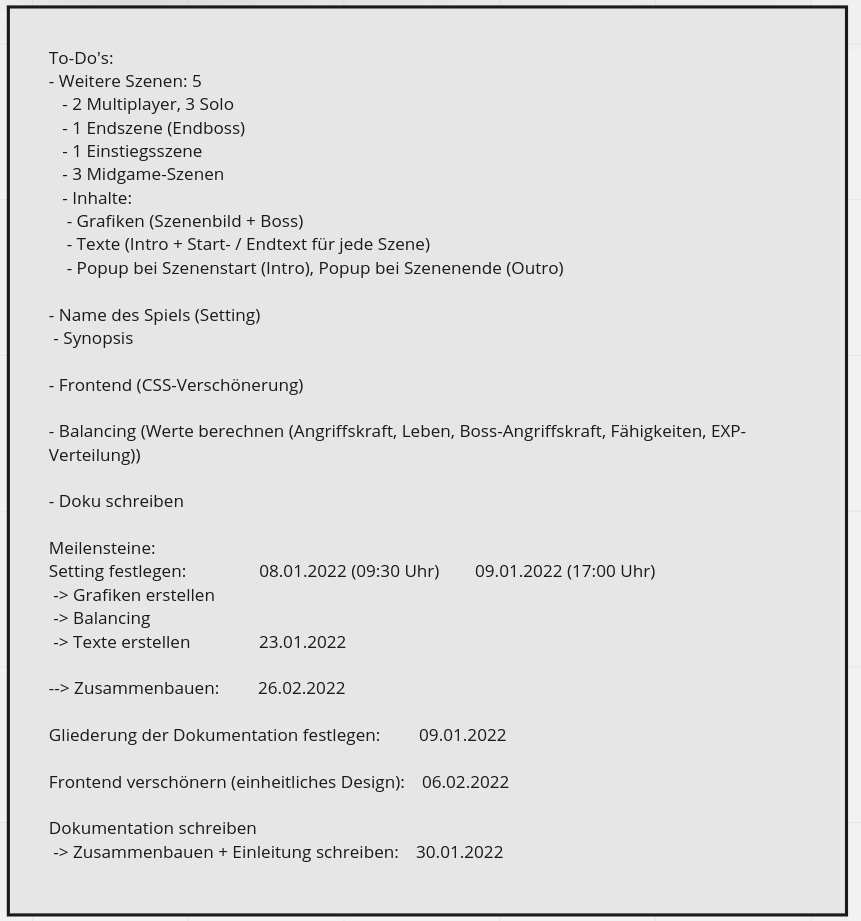 To-Do's:
- Weitere Szenen: 5
- 2 Multiplayer, 3 Solo
- 1 Endszene (Endboss)
- 1 Einstiegsszene
- 3 Midgame-Szenen
- Inhalte:
- Grafiken (Szenenbild + Boss)
- Texte (Intro + Start- / Endtext für jede Szene)
- Popup bei Szenenstart (Intro), Popup bei Szenenende (Outro)
- Name des Spiels (Setting)
- Synopsis
- Frontend (CSS-Verschönerung)
- Balancing (Werte berechnen (Angriffskraft, Leben, Boss-Angriffskraft, Fähigkeiten, EXP-
Verteilung))
- Doku schreiben
Meilensteine:
Setting festlegen: 08.01.2022 (09:30 Uhr) 09.01.2022 (17:00 Uhr)
-> Grafiken erstellen
-> Balancing
-> Texte erstellen 23.01.2022
--> Zusammenbauen: 26.02.2022
Gliederung der Dokumentation festlegen: 09.01.2022
Frontend verschönern (einheitliches Design): 06.02.2022
Dokumentation schreiben
-> Zusammenbauen + Einleitung schreiben: 30.01.2022